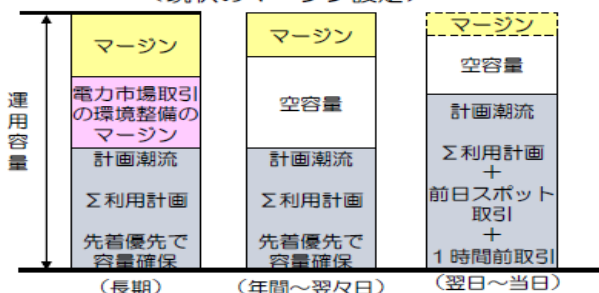 運用容量
マージン
電力市場取引
の環境整備の
マージン
計画潮流
Σ利用計画
先着優先で
容量確保
(長期)
マージン
空容量
計画潮流
Σ利用計画
先着優先で
容量確保
(年間～翌々日)
マージン
空容量
計画潮流
Σ利用計画
+
前日スポット
取引
+
1時間前取引
(翌日～当日)